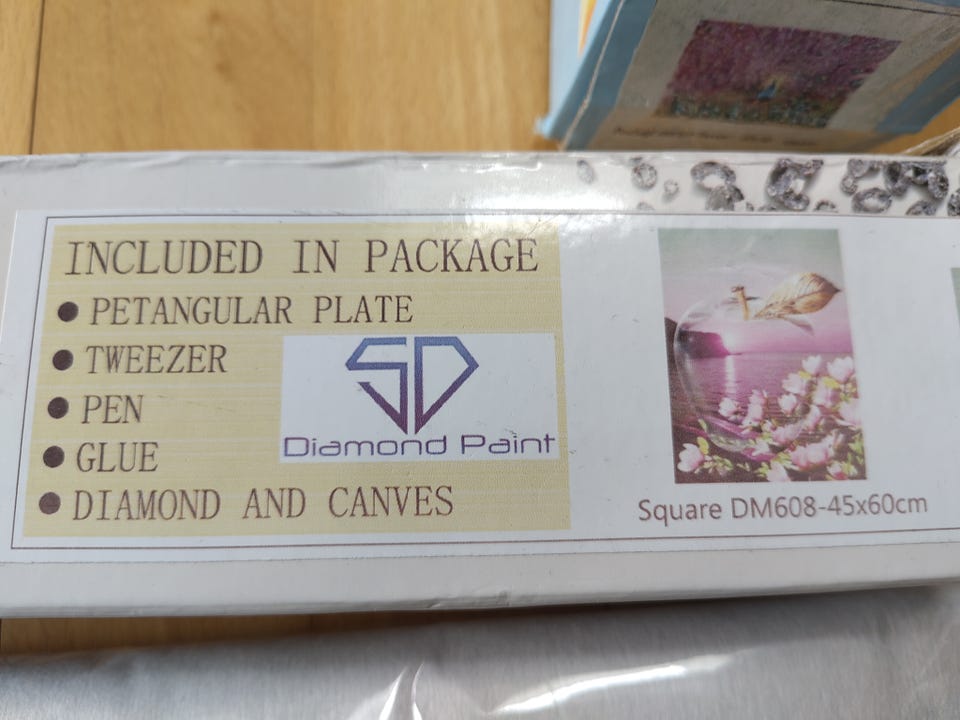 INCLUDED IN PACKAGE
● PETANGULAR PLATE
● TWEEZER
● PEN
● GLUE
● DIAMOND AND CANVES
SD
Diamond Paint
Square DM608-45x60cm